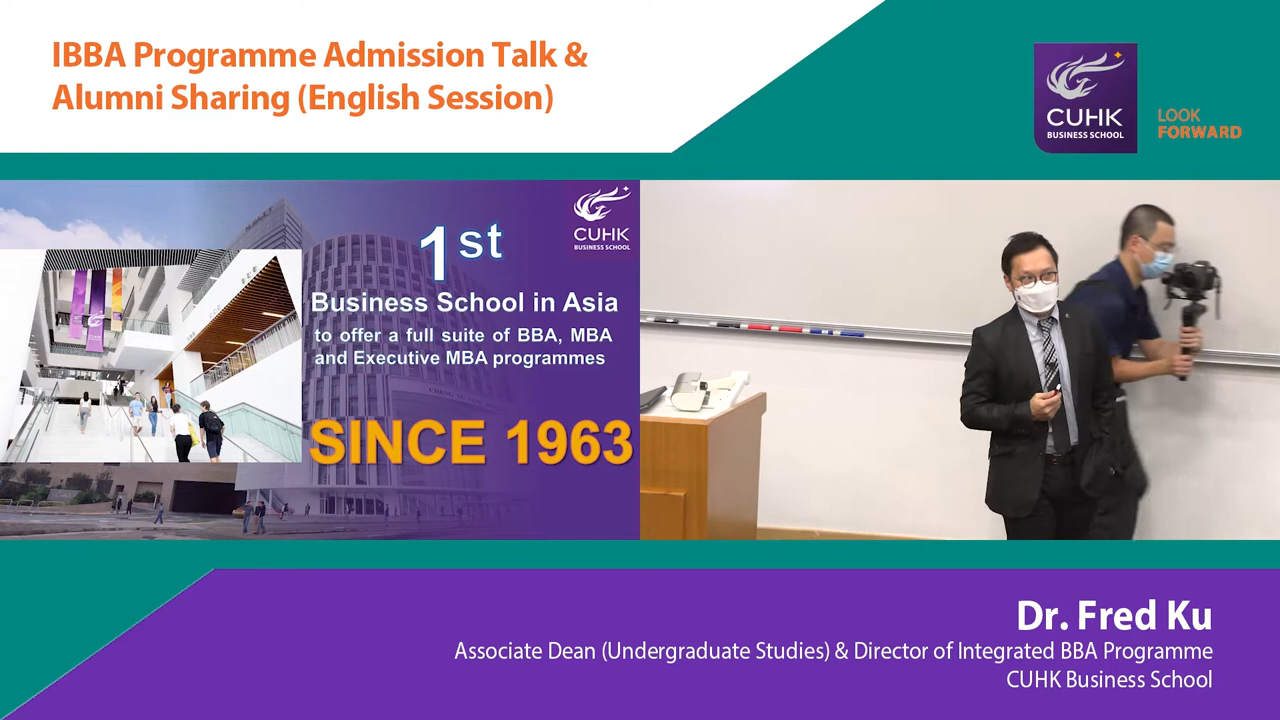 IBBA Programme Admission Talk &
Alumni Sharing (English Session)
CUHK
BUSINESS SCHOOL
LOOK
FORWARD
CUHK
BUSINESS SCHOOL
1st
Business School in Asia
to offer a full suite of BBA, MBA
and Executive MBA programmes
SINCE 1963
Dr. Fred Ku
Associate Dean (Undergraduate Studies) & Director of Integrated BBA Programme
CUHK Business School